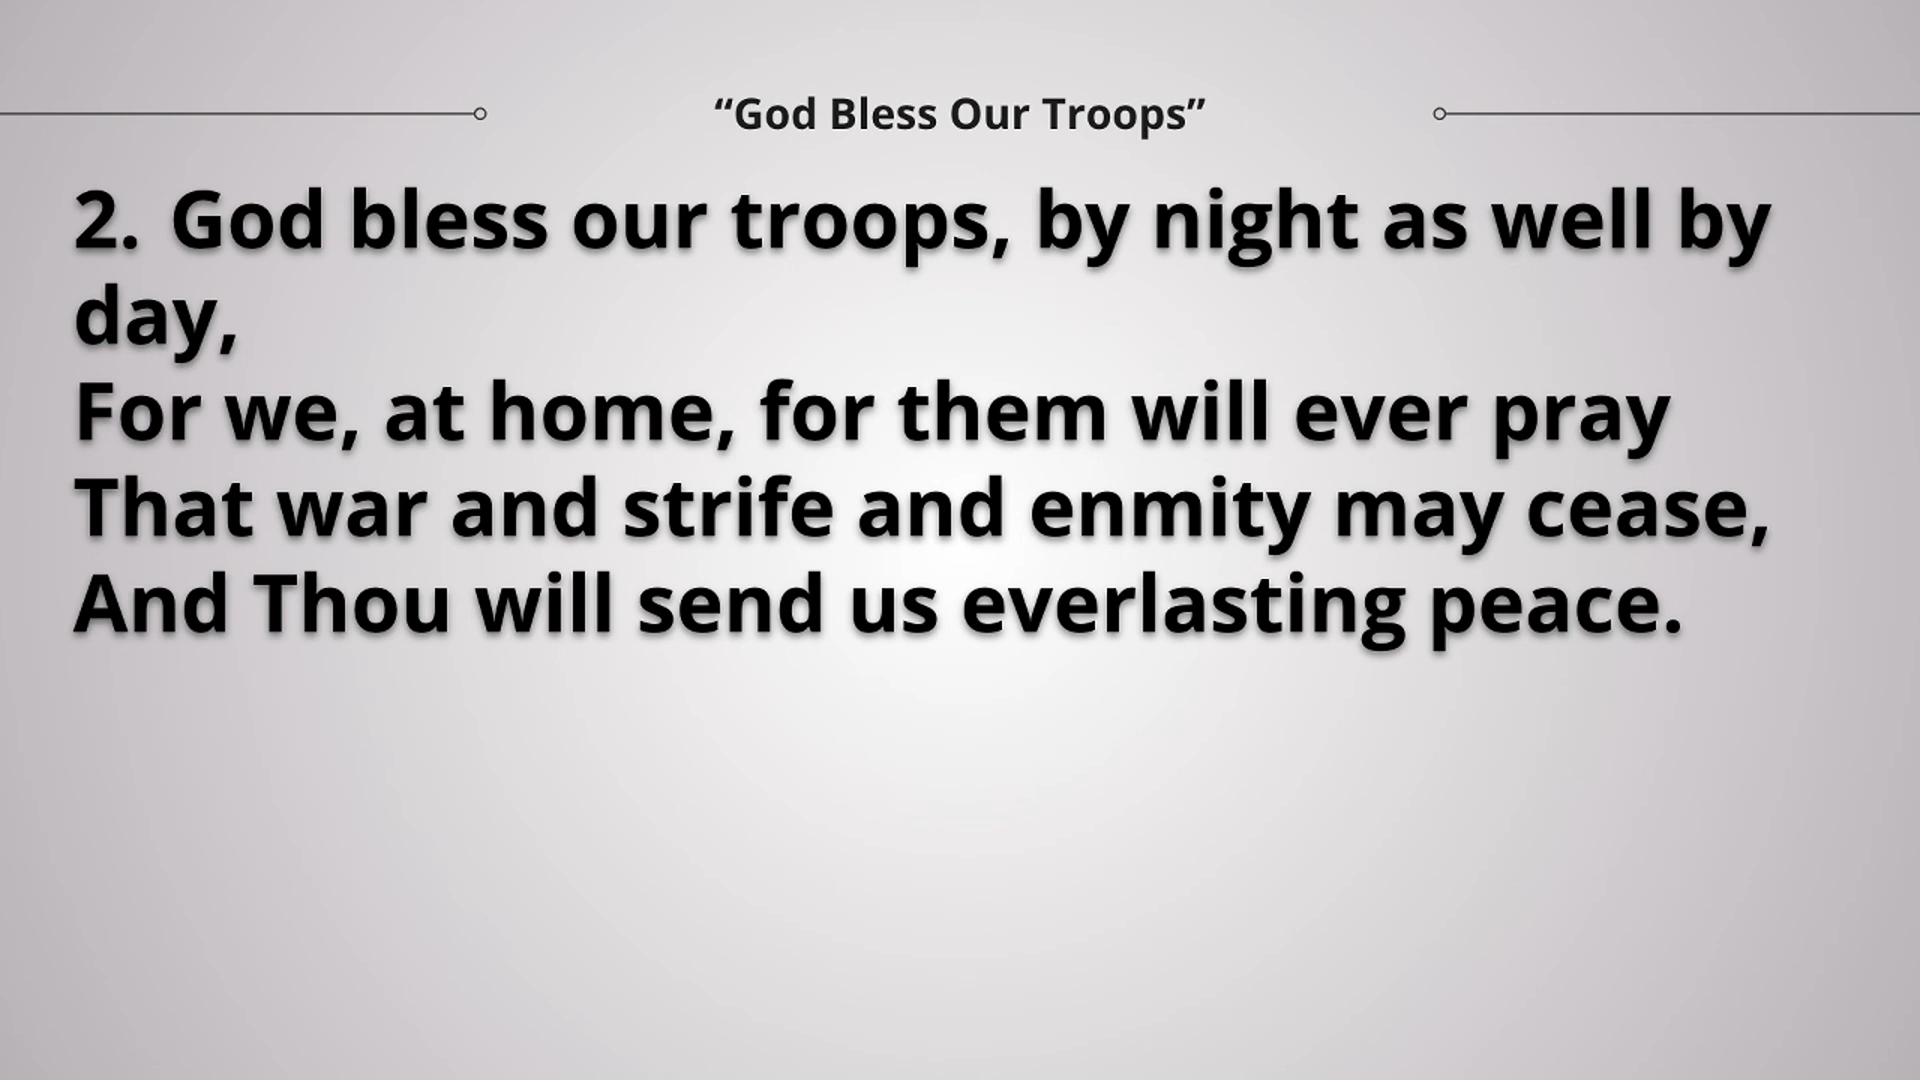 “God Bless Our Troops”
2. God bless our troops, by night as well by
day,
For we, at home, for them will ever pray
That war and strife and enmity may cease,
And Thou will send us everlasting peace.